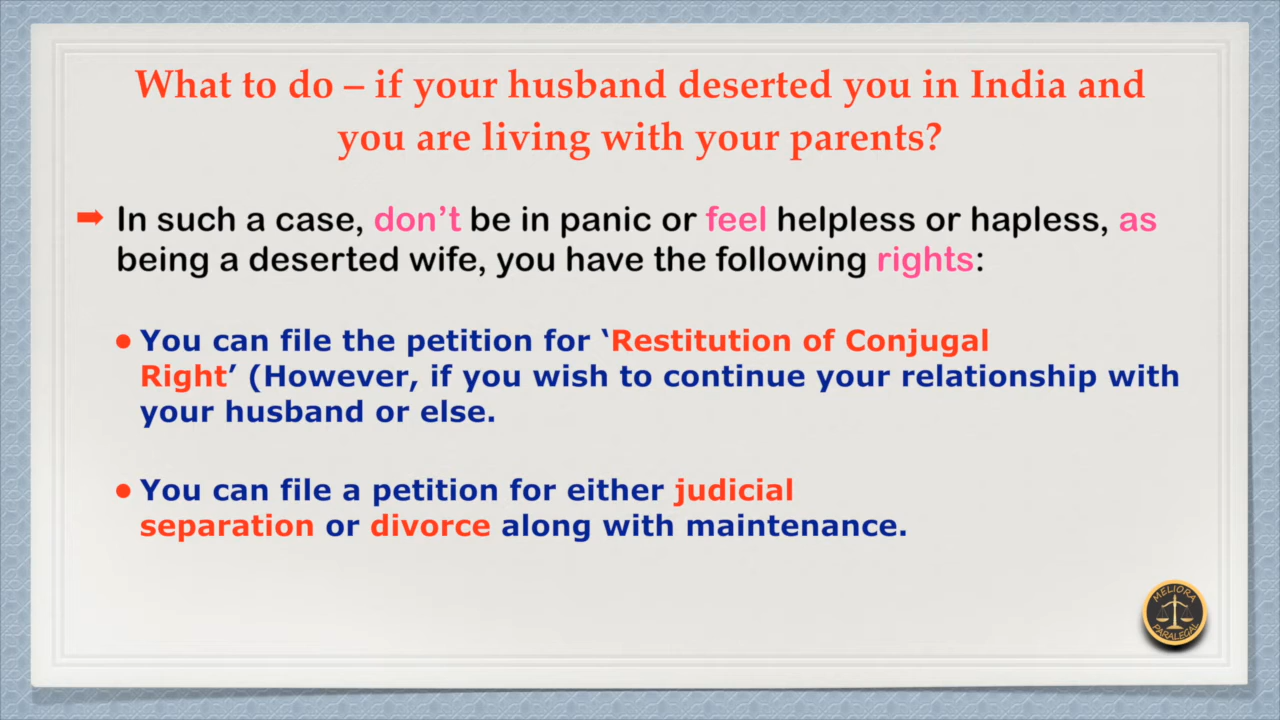 What to do – if your husband deserted you in India and
you are living with your parents?
➡ In such a case, don’t be in panic or feel helpless or hapless, as
being a deserted wife, you have the following rights:
● You can file the petition for ‘Restitution of Conjugal
Right’ (However, if you wish to continue your relationship with
your husband or else.
● You can file a petition for either judicial
separation or divorce along with maintenance.
MELIORA
PARALEGAL